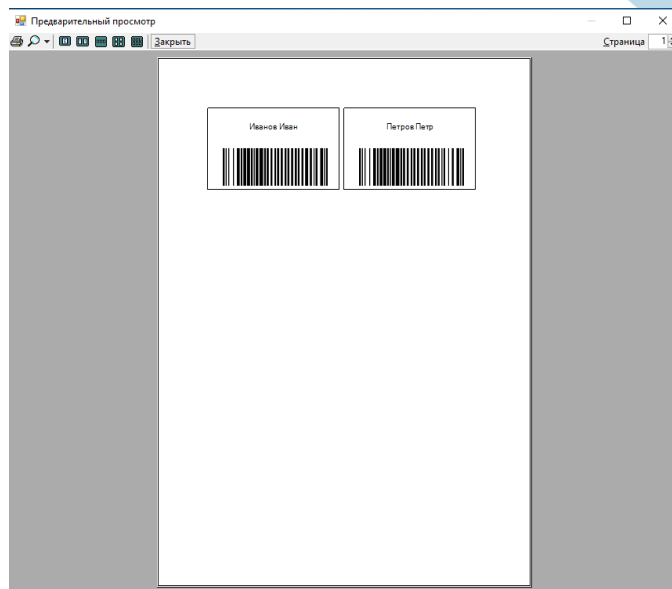 Предварительный просмотр
Закрыть
Страница 1
Иванов Иван
Петров Петр